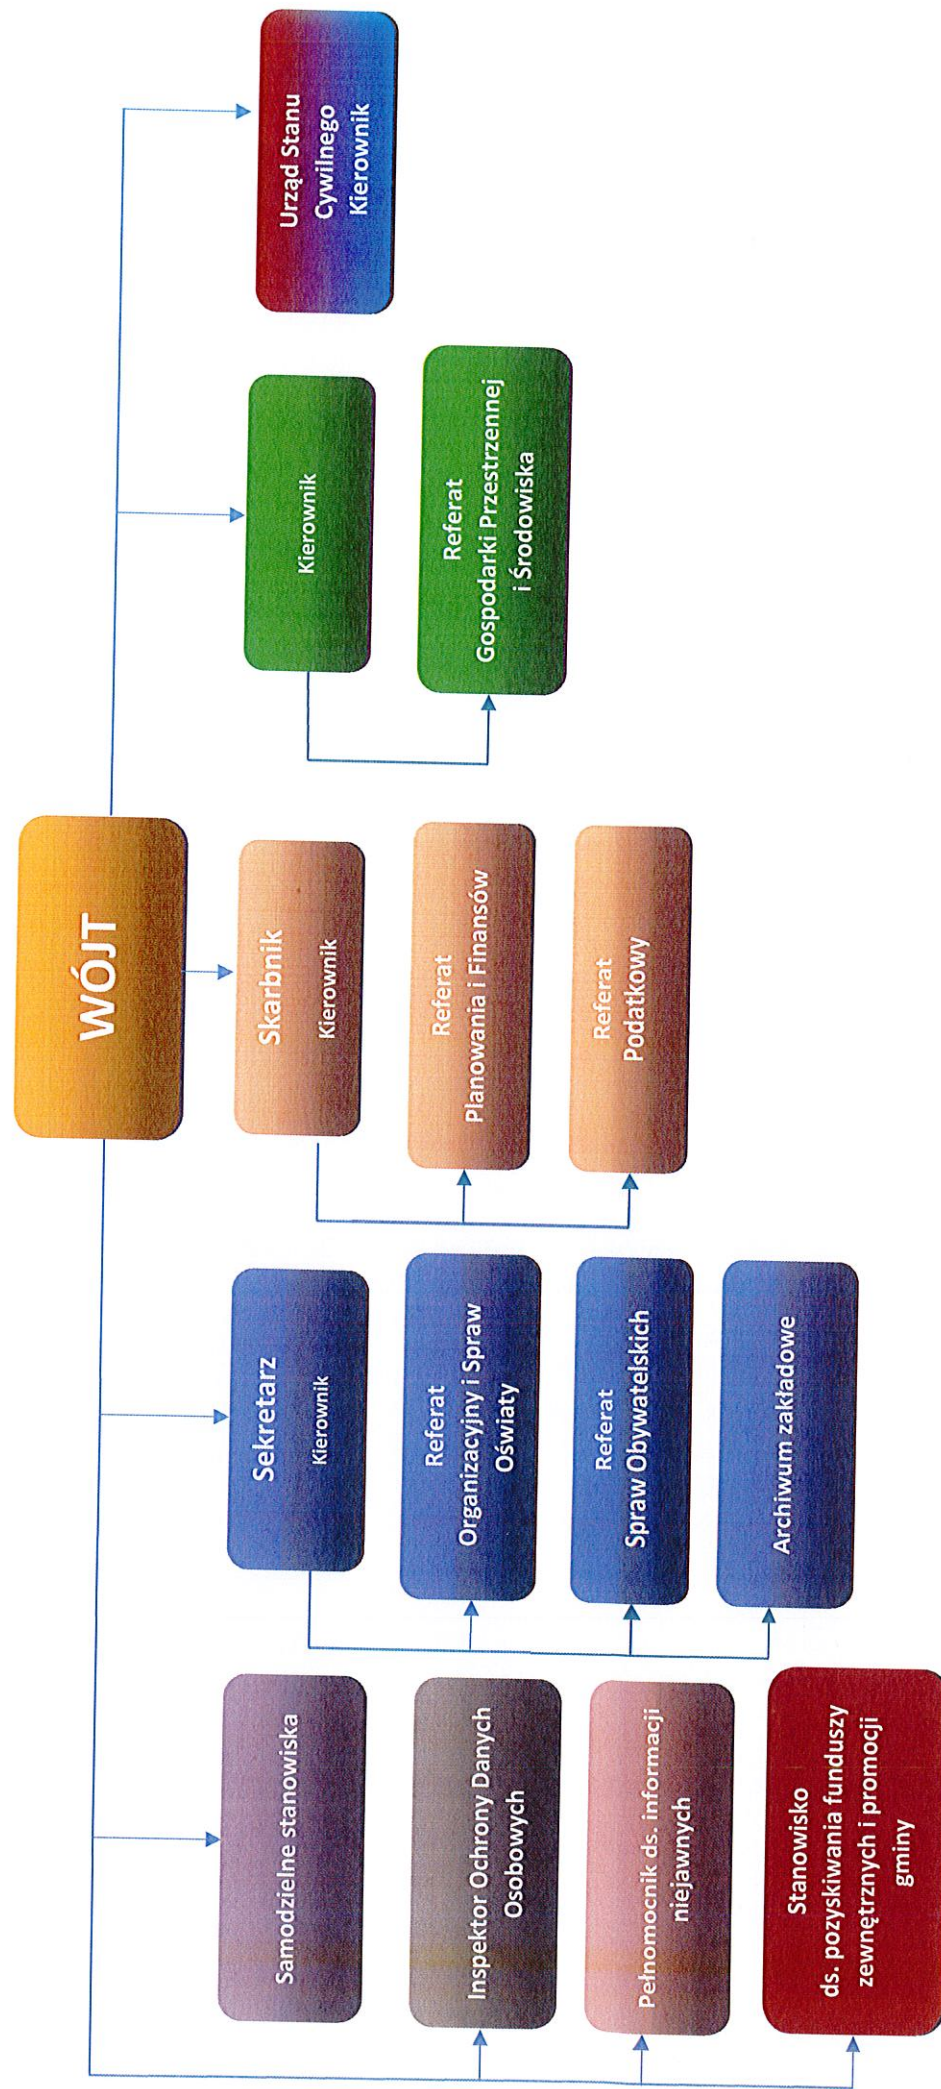 WÓJT
Samodzielne stanowiska
Inspektor Ochrony Danych
Osobowych
Pełnomocnik ds. informacji
niejawnych
Stanowisko
ds. pozyskiwania funduszy
zewnętrznych i promocji
gminy
Sekretarz
Kierownik
Referat
Organizacyjny i Spraw
Oświaty
Referat
Spraw Obywatelskich
Archiwum zakładowe
Skarbnik
Kierownik
Referat
Planowania i Finansów
Referat
Podatkowy
Kierownik
Referat
Gospodarki Przestrzennej
i Środowiska
Urząd Stanu
Cywilnego
Kierownik